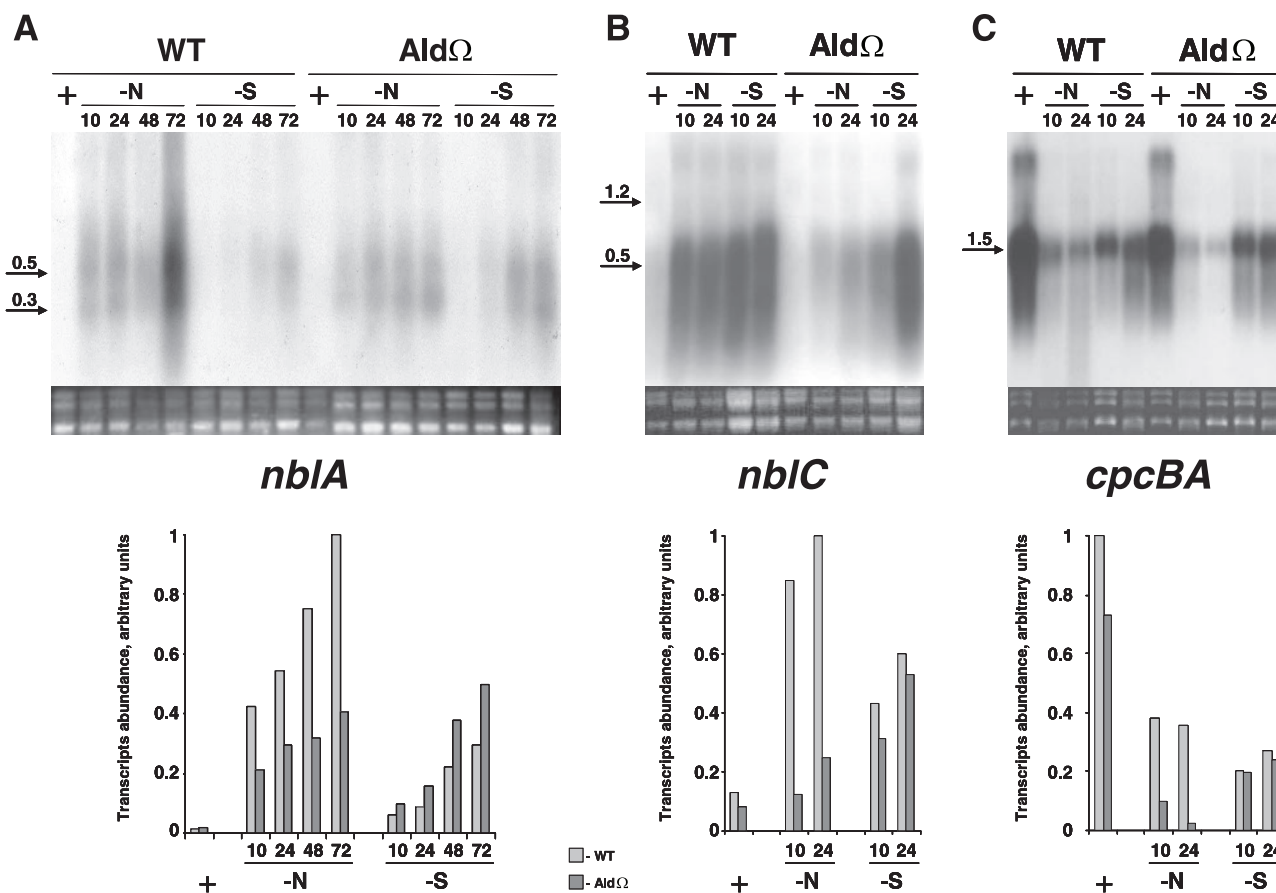 A
WT AldΩ
+ -N -S + -N -S
10 24 48 72 10 24 48 72 10 24 48 72 10 24 48 72
0.5
0.3
nblA
Transcripts abundance, arbitrary units
1
0.8
0.6
0.4
0.2
0
10 24 48 72 10 24 48 72
+ -N -S
- WT
- AldΩ
B
WT AldΩ
+ -N -S + -N -S
10 24 10 24 10 24 10 24
1.2
0.5
nblC
Transcripts abundance, arbitrary units
1
0.8
0.6
0.4
0.2
0
10 24 10 24
+ -N -S
C
WT AldΩ
+ -N -S + -N -S
10 24 10 24 10 24 10 24
1.5
cpcBA
Transcripts abundance, arbitrary units
1
0.8
0.6
0.4
0.2
0
10 24 10 24
+ -N -S